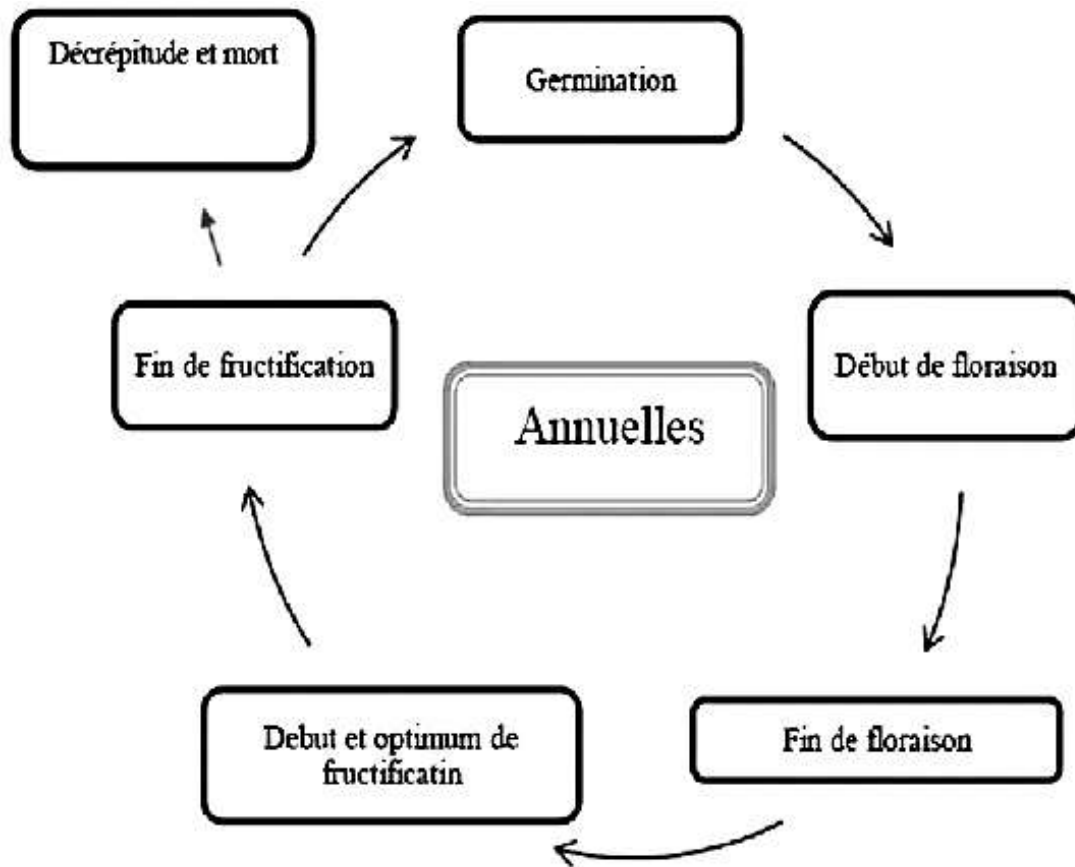 Décrépitude et mort
Germination
Début de floraison
Fin de floraison
Debut et optimum de
fructificatin
Fin de fructification
Annuelles